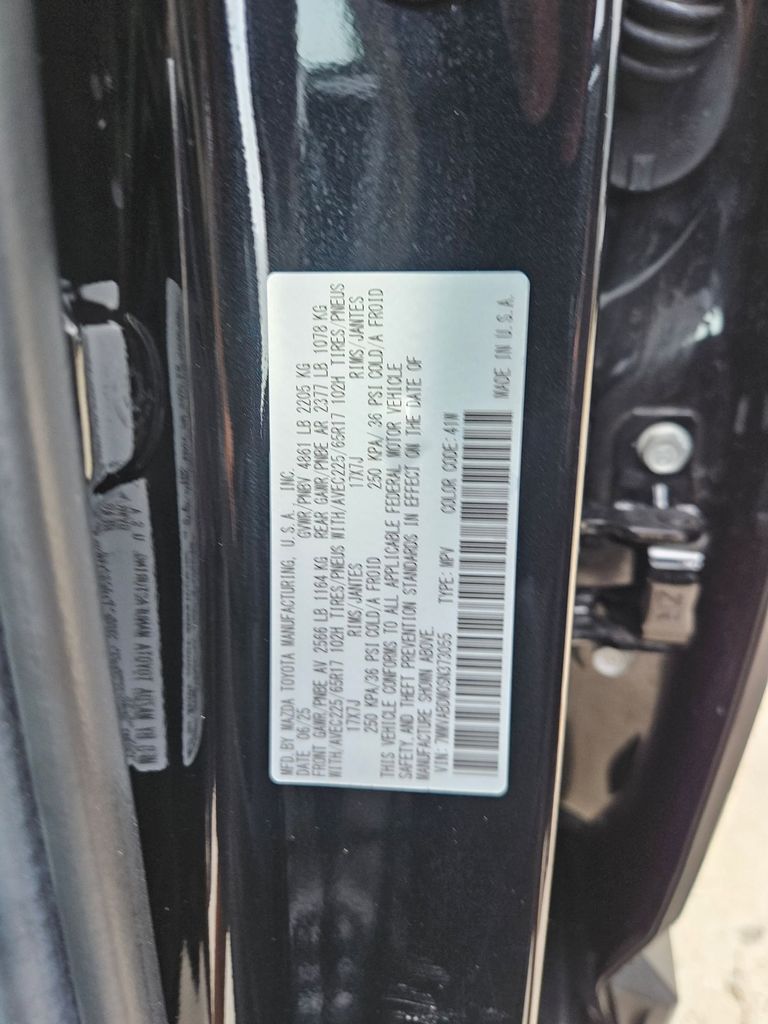 MFD.BY MAZDA TOYOTA MANUFACTURING, U.S.A. INC.
DATE 06/25 GVWR/PNBV 4861 LB 2205 KG
FRONT GAWR/PNBE AV 2566 LB 1164 KG REAR GAWR/PNBE AR 2377 LB 1078 KG
WITH/AVEC225/65R17 102H TIRES/PNEUS WITH/AVEC225/65R17 102H TIRES/PNEUS
17X7J RIMS/JANTES 17X7J RIMS/JANTES
250 KPA/36 PSI COLD/A FROID 250 KPA/36 PSI COLD/A FROID
THIS VEHICLE CONFORMS TO ALL APPLICABLE FEDERAL MOTOR VEHICLE
SAFETY,AND THEFT PREVENTION STANDARDS IN EFFECT ON THE DATE OF
MANUFACTURE SHOWN ABOVE.
VIN: TYPE: MPV COLOR CODE:41W
MADE IN U.S.A.